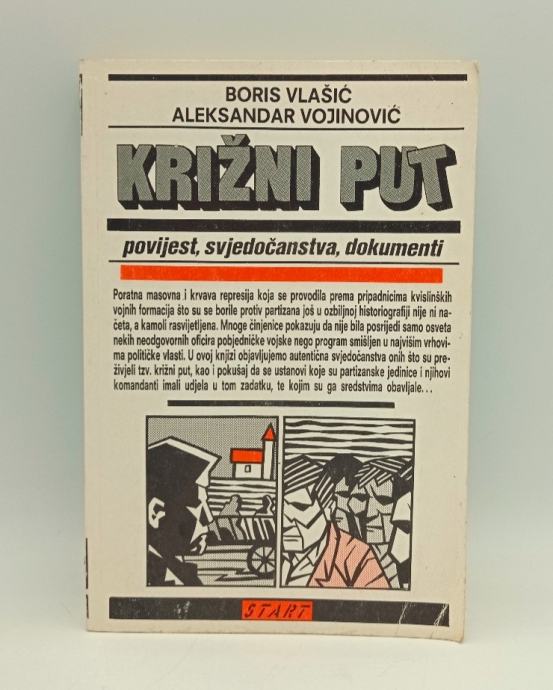 BORIS VLAŠIĆ
ALEKSANDAR VOJINOVIĆ
KRIŽNI PUT
povijest, svjedočanstva, dokumenti
Poratna masovna i krvava represija koja se provodila prema pripadnicima kvislinških
vojnih formacija što su se borile protiv partizana još u ozbiljnoj historiografiji nije ni na-
četa, a kamoli rasvijetljena. Mnoge činjenice pokazuju da nije bila posrijedi samo osveta
nekih neodgovornih oficira pobjedničke vojske nego program smišljen u najvišim vrhovi-
ma političke vlasti. U ovoj knjizi objavljujemo autentična svjedočanstva onih što su pre-
živjeli tzv. križni put, kao i pokušaj da se ustanovi koje su partizanske jedinice i njihovi
komandanti imali udjela u tom zadatku, te kojim su ga sredstvima obavljale...
START